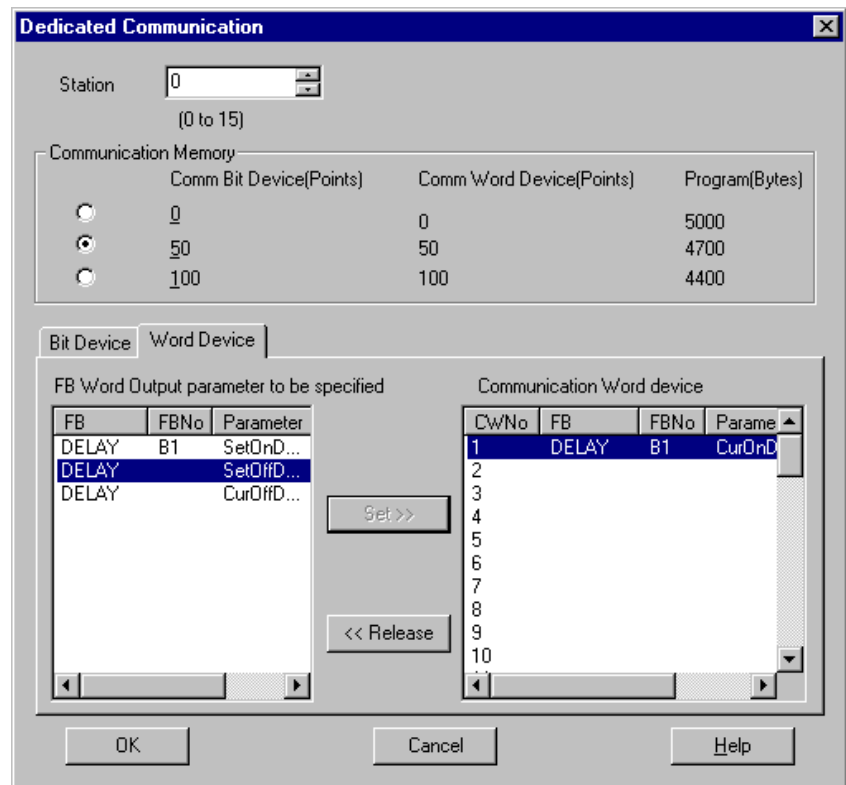 Dedicated Communication
Station 0
(0 to 15)
Communication Memory
Comm Bit Device(Points) Comm Word Device(Points) Program(Bytes)
0 0 5000
50 50 4700
100 100 4400
Bit Device Word Device
FB Word Output parameter to be specified Communication Word device
FB FBNo Parameter CWNo FB FBNo Parame
DELAY B1 SetOnD... 1 DELAY B1 CurOnD
DELAY SetOffD... 2
DELAY CurOffD... 3
Set >> 4
5
6
7
8
<< Release 9
10
OK Cancel Help